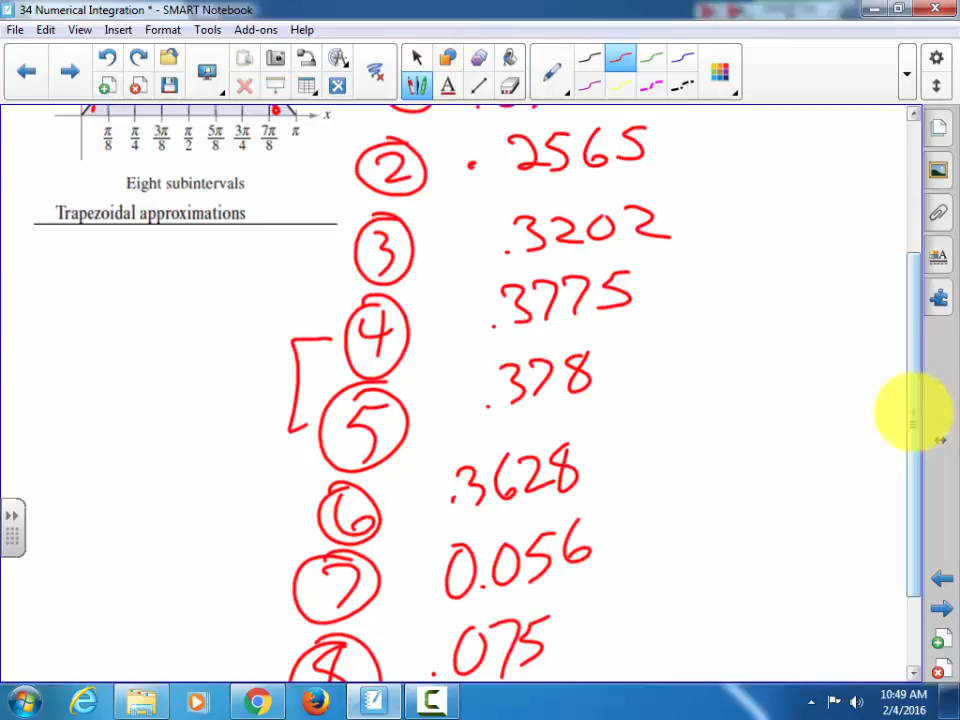 34 Numerical Integration * - SMART Notebook
File Edit View Insert Format Tools Add-ons Help
π/8 π/4 3π/8 π/2 5π/8 3π/4 7π/8 π x
Eight subintervals
Trapezoidal approximations
2 .2565
3 .3202
4 .3775
5 .378
6 .3628
7 0.056
8 .075
10:49 AM
2/4/2016